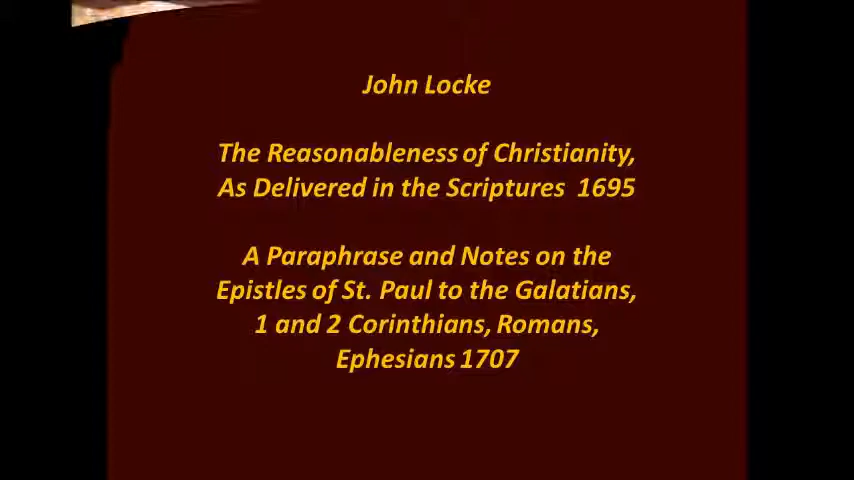 John Locke
The Reasonableness of Christianity,
As Delivered in the Scriptures 1695
A Paraphrase and Notes on the
Epistles of St. Paul to the Galatians,
1 and 2 Corinthians, Romans,
Ephesians 1707